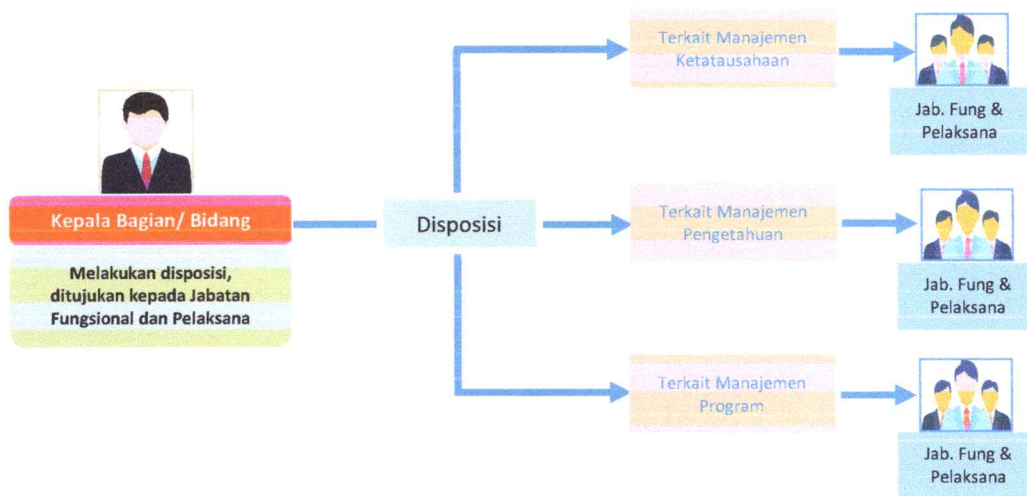 Kepala Bagian/ Bidang
Melakukan disposisi,
ditujukan kepada Jabatan
Fungsional dan Pelaksana
Disposisi
Terkait Manajemen
Ketatausahaan
Jab. Fung &
Pelaksana
Terkait Manajemen
Pengetahuan
Jab. Fung &
Pelaksana
Terkait Manajemen
Program
Jab. Fung &
Pelaksana